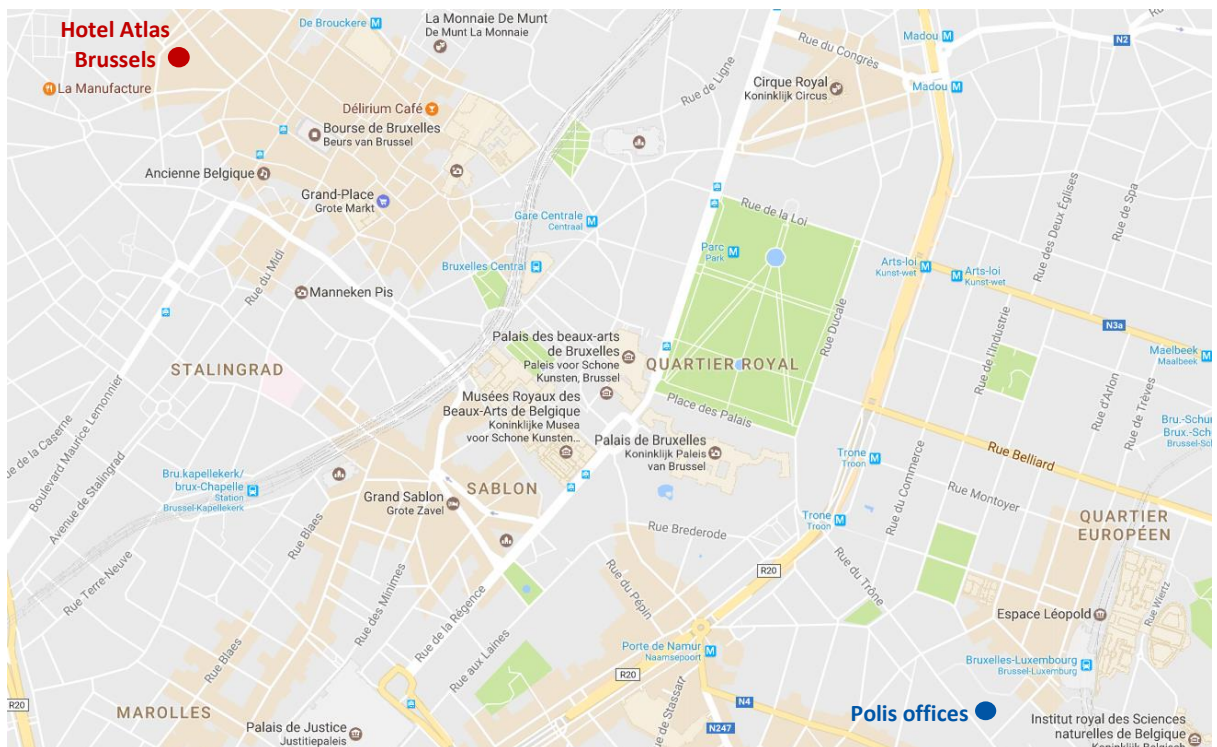 Hotel Atlas
Brussels
La Manufacture
De Brouckere M
La Monnaie De Munt
De Munt La Monnaie
Délirium Café
Bourse de Bruxelles
Beurs van Brussel
Ancienne Belgique
Grand-Place
Grote Markt
Rue du Midi
Manneken Pis
Gare Centrale
Centraal
M
Bruxelles Central
Rue de Ligne
Cirque Royal
Koninklijk Circus
Rue du Congrès
Madou M
Madou M
N2
Rue de la Loi
Parc
Park
M
Rue Ducale
Arts-loi
Kunst-wet
M
M
Arts-loi
Kunst-wet
Rue des Deux Églises
Rue de Spa
N3a
Maelbeek
Maalbeek
M
Rue de l'Industrie
Rue d'Arlon
Rue de Trèves
Bru.-Schu
Brux.-Sch
Brussel-Sc
STALINGRAD
Palais des beaux-arts
de Bruxelles
Paleis voor Schone
Kunsten, Brussel
QUARTIER ROYAL
Place des Palais
Musées Royaux des
Beaux-Arts de Belgique
Koninklijke Musea
voor Schone Kunsten...
Palais de Bruxelles
Koninklijk Paleis
van Brussel
Trone
Troon
M
Rue Belliard
Rue du Commerce
Rue Montoyer
ue de la Caserne
Boulevard Maurice Lemonnier
Avenue de Stalingrad
Bru.kapellekerk/
brux-Chapelle
Station
Brussel-Kapellekerk
Grand Sablon
Grote Zavel
SABLON
Rue Brederode
Trone
Troon
M
QUARTIER
EUROPÉEN
Rue Terre-Neuve
Rue Blaes
Rue des Minimes
Rue de la Régence
Rue aux Laines
Rue du Pépin
R20
Rue du Trône
Espace Léopold
Rue Wiertz
Rue Blaes
Porte de Namur
Naamsepoort
M
R20
Bruxelles-Luxembourg
Brussel-Luxemburg
R20
MAROLLES
Palais de Justice
Justitiepaleis
Rue de Stassart
N4
N247
Polis offices
Institut royal des Sciences
naturelles de Belgique
Koninklijk Belgisch